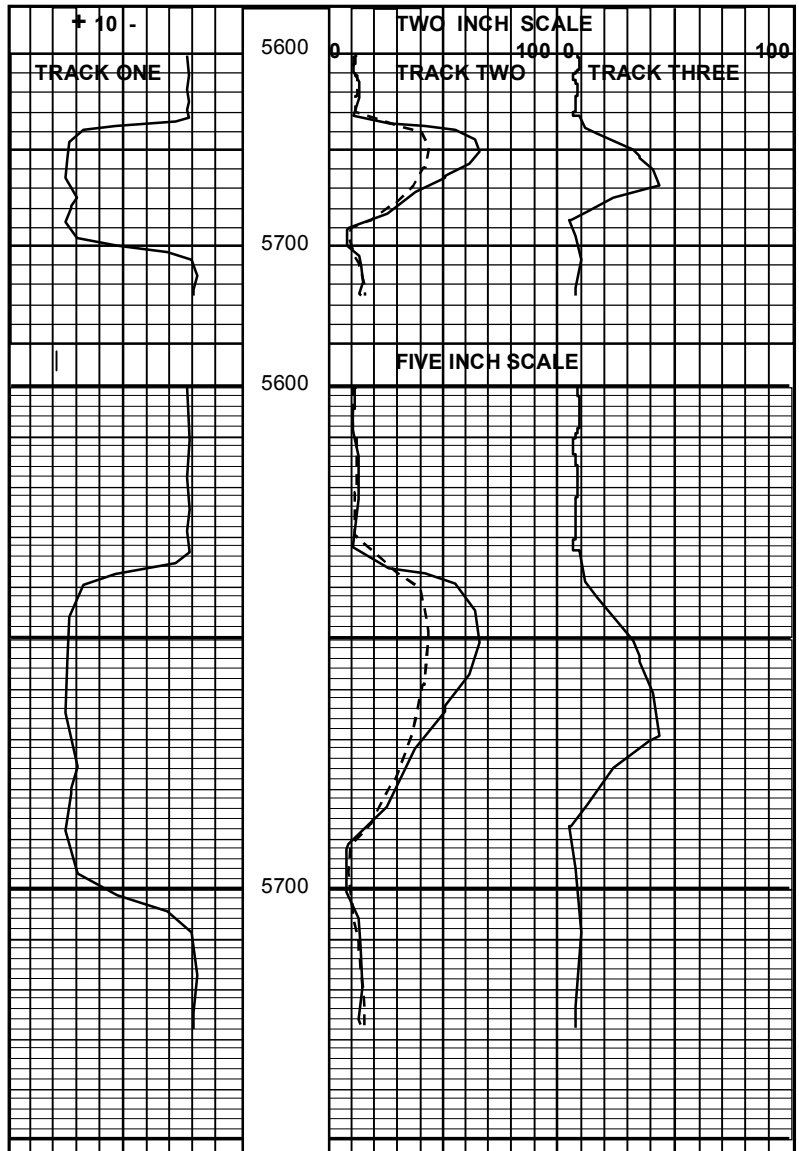 + 10 - TWO INCH SCALE
5600 0 100 0 100
TRACK ONE TRACK TWO TRACK THREE
5700
| FIVE INCH SCALE
5600
5700